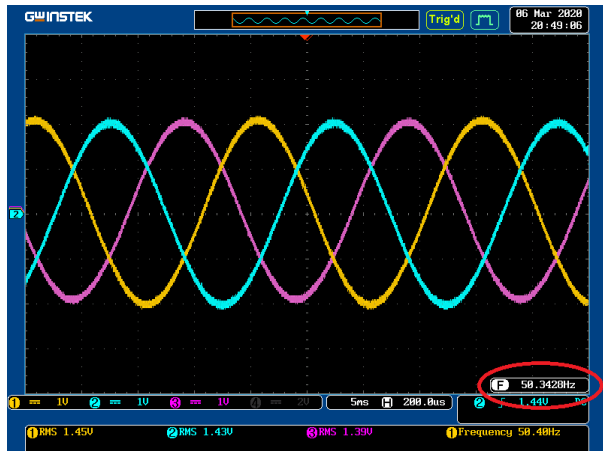 GWINSTEK Trig'd 06 Mar 2020
20:49:06
2
F 50.3428Hz
1 1V 2 1V 3 1V 4 2V 5ms H 200.0us 2 1.44V DC
1 RMS 1.45V 2 RMS 1.43V 3 RMS 1.39V 1 Frequency 50.40Hz